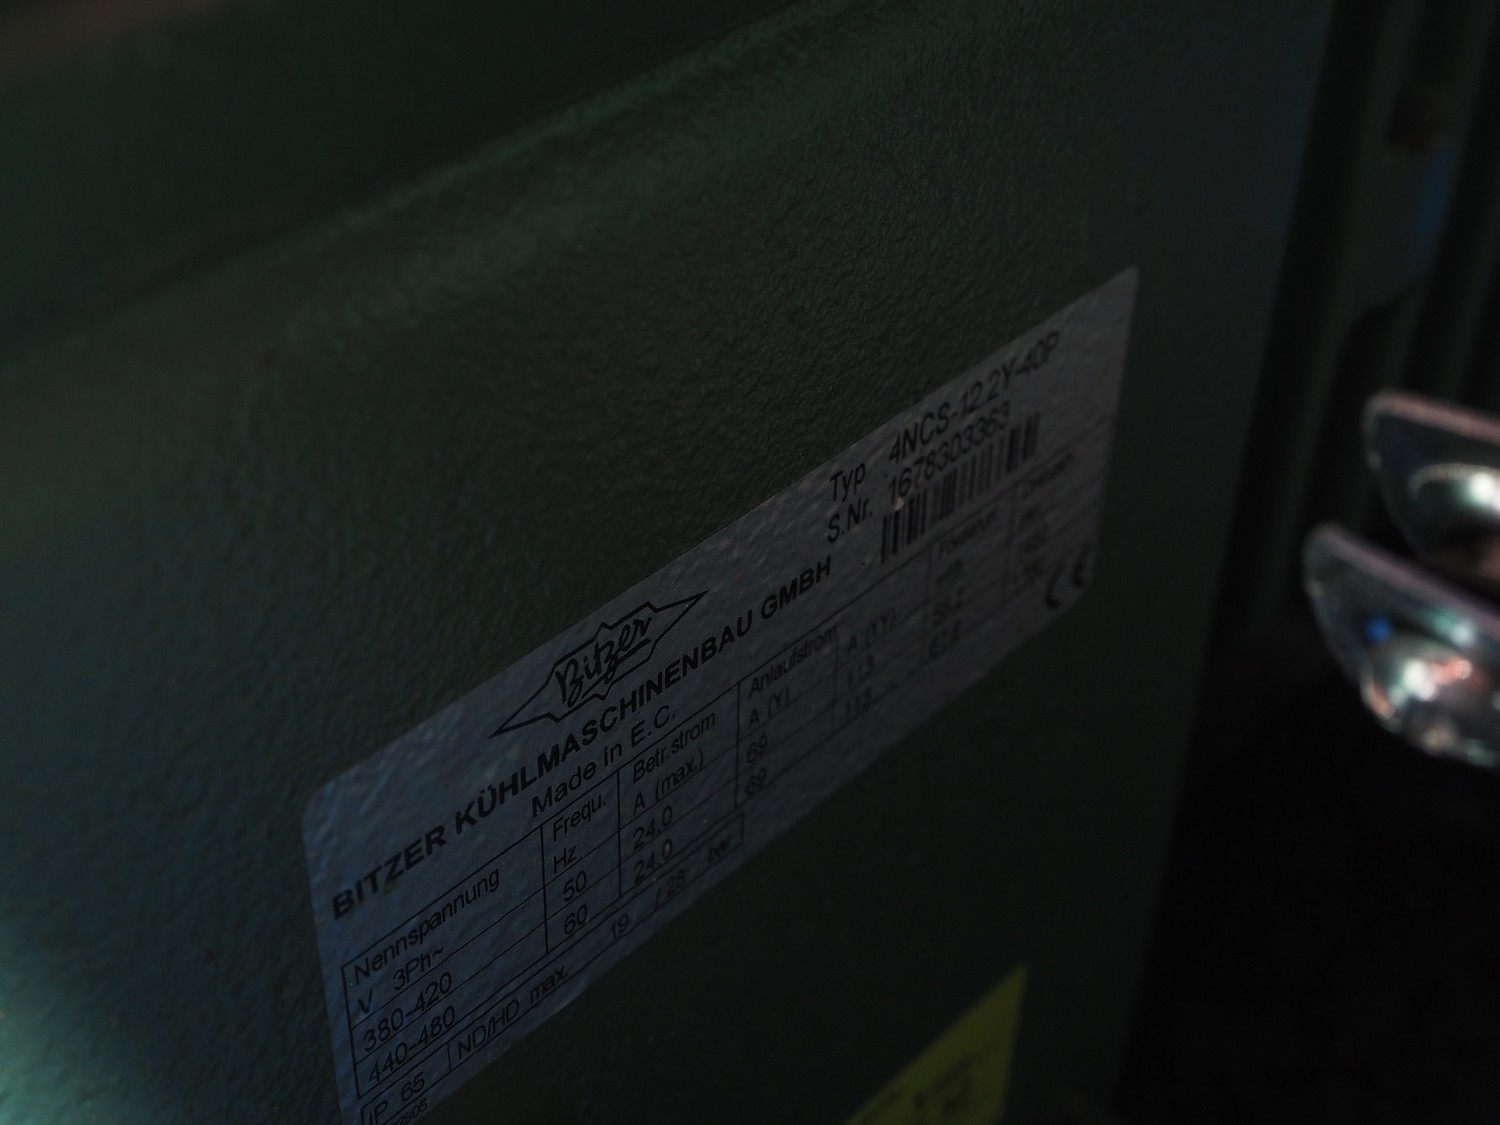 Typ 4NCS-12.2Y-40P
S.Nr. 1678303363
Bitzer
BITZER KÜHLMASCHINENBAU GMBH
Made in E.C.
Nennspannung Frequ. Betr.strom Anlaufstrom
V 3Ph~ Hz A (max.) A (Y) A (YY)
380-420 50 24.0 69 113
440-480 60 24.0 69 113
IP 65 ND/HD max. 19 / 28 bar
CE